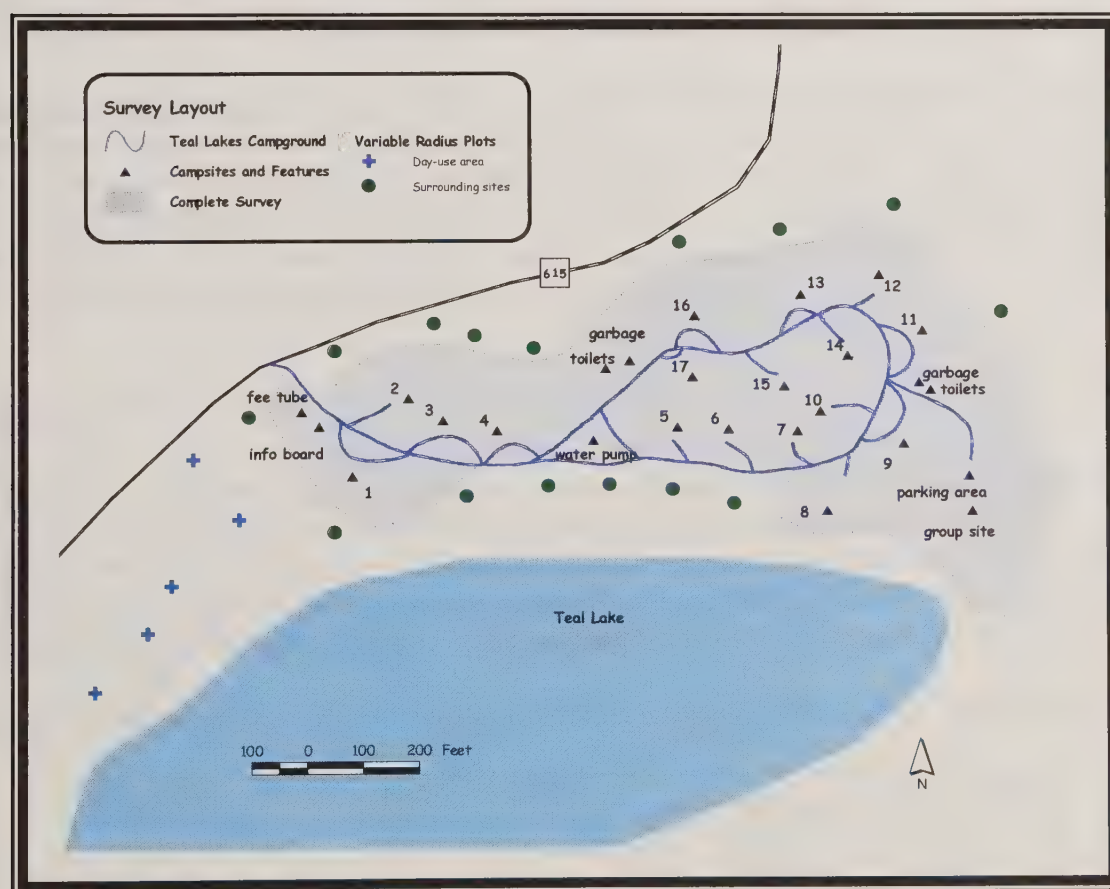 Survey Layout
Teal Lakes Campground
Campsites and Features
Complete Survey
Variable Radius Plots
Day-use area
Surrounding sites
615
13
12
16
11
garbage
toilets
14
garbage
toilets
17
15
2
fee tube
3
4
5
6
7
10
info board
water pump
9
1
parking area
8
group site
Teal Lake
100 0 100 200 Feet
N